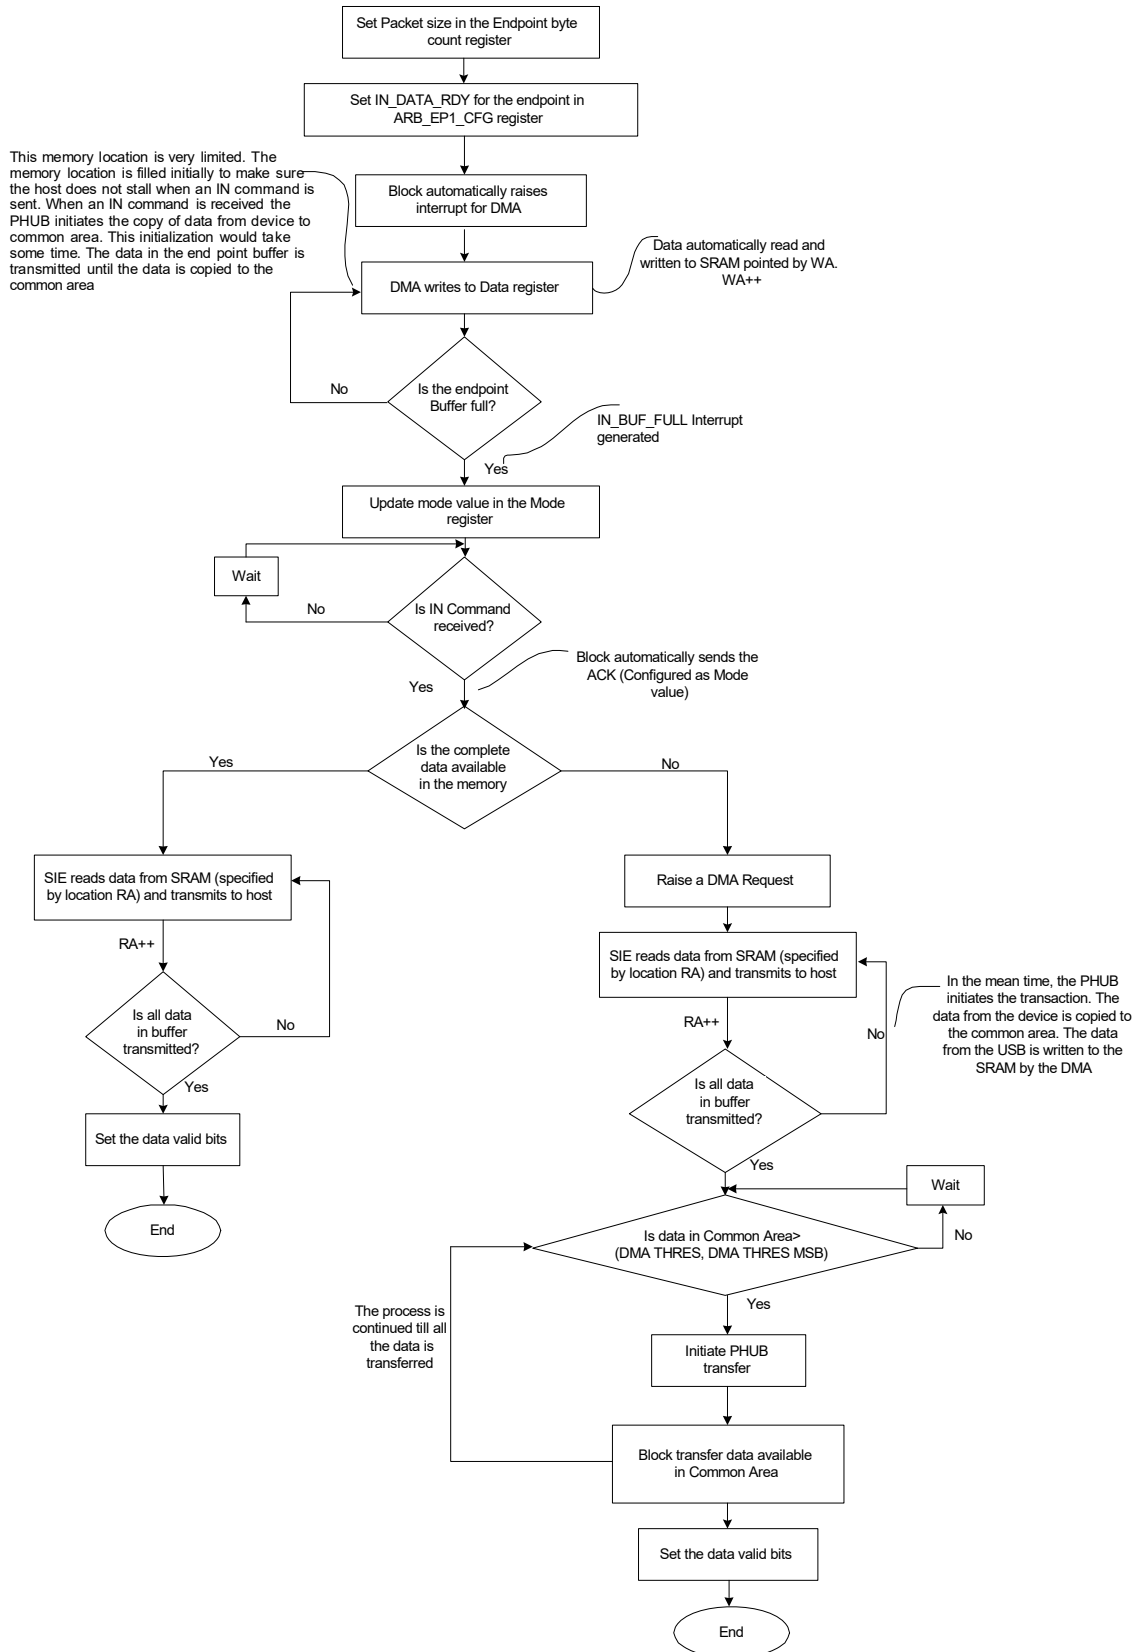 Set Packet size in the Endpoint byte
count register
Set IN_DATA_RDY for the endpoint in
ARB_EP1_CFG register
This memory location is very limited. The
memory location is filled initially to make sure
the host does not stall when an IN command is
sent. When an IN command is received the
PHUB initiates the copy of data from device to
common area. This initialization would take
some time. The data in the end point buffer is
transmitted until the data is copied to the
common area
Block automatically raises
interrupt for DMA
Data automatically read and
written to SRAM pointed by WA.
WA++
DMA writes to Data register
Is the endpoint
Buffer full?
No
IN_BUF_FULL Interrupt
generated
Yes
Update mode value in the Mode
register
Wait
No
Is IN Command
received?
Block automatically sends the
ACK (Configured as Mode
value)
Yes
Is the complete
data available
in the memory
Yes
No
SIE reads data from SRAM (specified
by location RA) and transmits to host
RA++
Is all data
in buffer
transmitted?
No
Yes
Set the data valid bits
End
Raise a DMA Request
SIE reads data from SRAM (specified
by location RA) and transmits to host
RA++
No
In the mean time, the PHUB
initiates the transaction. The
data from the device is copied to
the common area. The data
from the USB is written to the
SRAM by the DMA
Is all data
in buffer
transmitted?
Yes
Wait
No
Is data in Common Area>
(DMA THRES, DMA THRES MSB)
Yes
The process is
continued till all
the data is
transferred
Initiate PHUB
transfer
Block transfer data available
in Common Area
Set the data valid bits
End